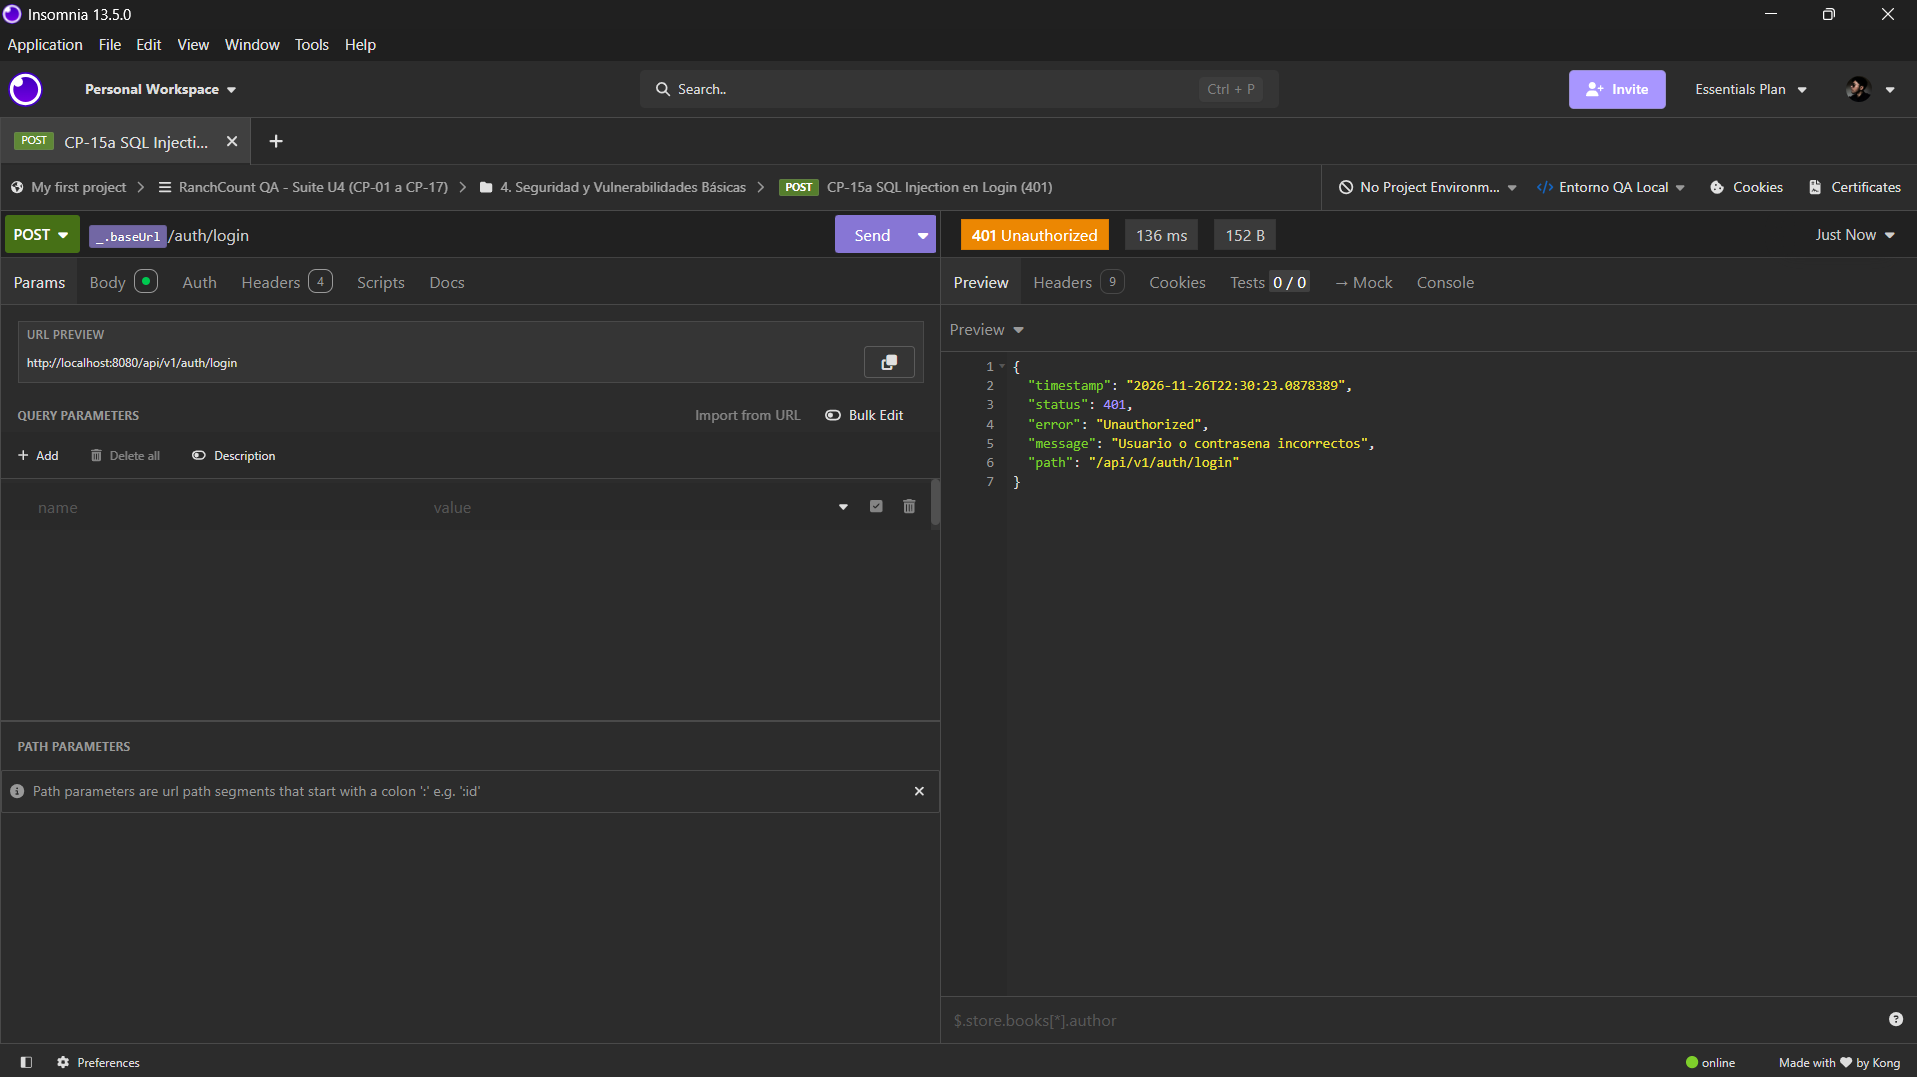 Insomnia 13.5.0
Application File Edit View Window Tools Help
Personal Workspace
Search..
Ctrl + P
Invite
Essentials Plan
POST CP-15a SQL Injecti...
My first project
RanchCount QA - Suite U4 (CP-01 a CP-17)
4. Seguridad y Vulnerabilidades Básicas
POST CP-15a SQL Injection en Login (401)
No Project Environm...
</> Entorno QA Local
Cookies
Certificates
POST
_.baseUrl/auth/login
Send
401 Unauthorized
136 ms
152 B
Just Now
Params
Body
Auth
Headers 4
Scripts
Docs
Preview
Headers 9
Cookies
Tests 0 / 0
→ Mock
Console
URL PREVIEW
http://localhost:8080/api/v1/auth/login
QUERY PARAMETERS
Import from URL
Bulk Edit
+ Add
Delete all
Description
name
value
PATH PARAMETERS
Path parameters are url path segments that start with a colon ':' e.g. ':id'
Preview
1 {
2 "timestamp": "2026-11-26T22:30:23.0878389",
3 "status": 401,
4 "error": "Unauthorized",
5 "message": "Usuario o contrasena incorrectos",
6 "path": "/api/v1/auth/login"
7 }
$.store.books[*].author
Preferences
online
Made with ♥ by Kong